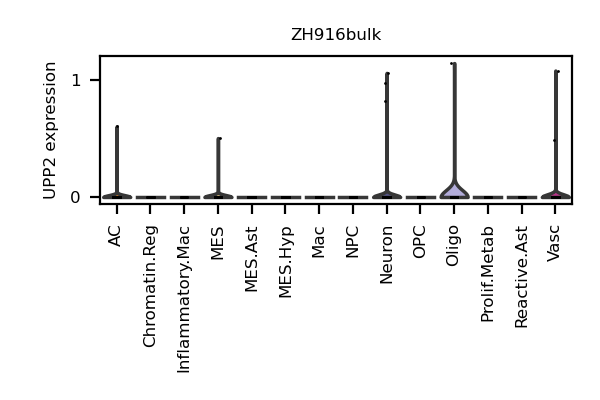 ZH916bulk
UPP2 expression
1
0
AC
Chromatin.Reg
Inflammatory.Mac
MES
MES.Ast
MES.Hyp
Mac
NPC
Neuron
OPC
Oligo
Prolif.Metab
Reactive.Ast
Vasc